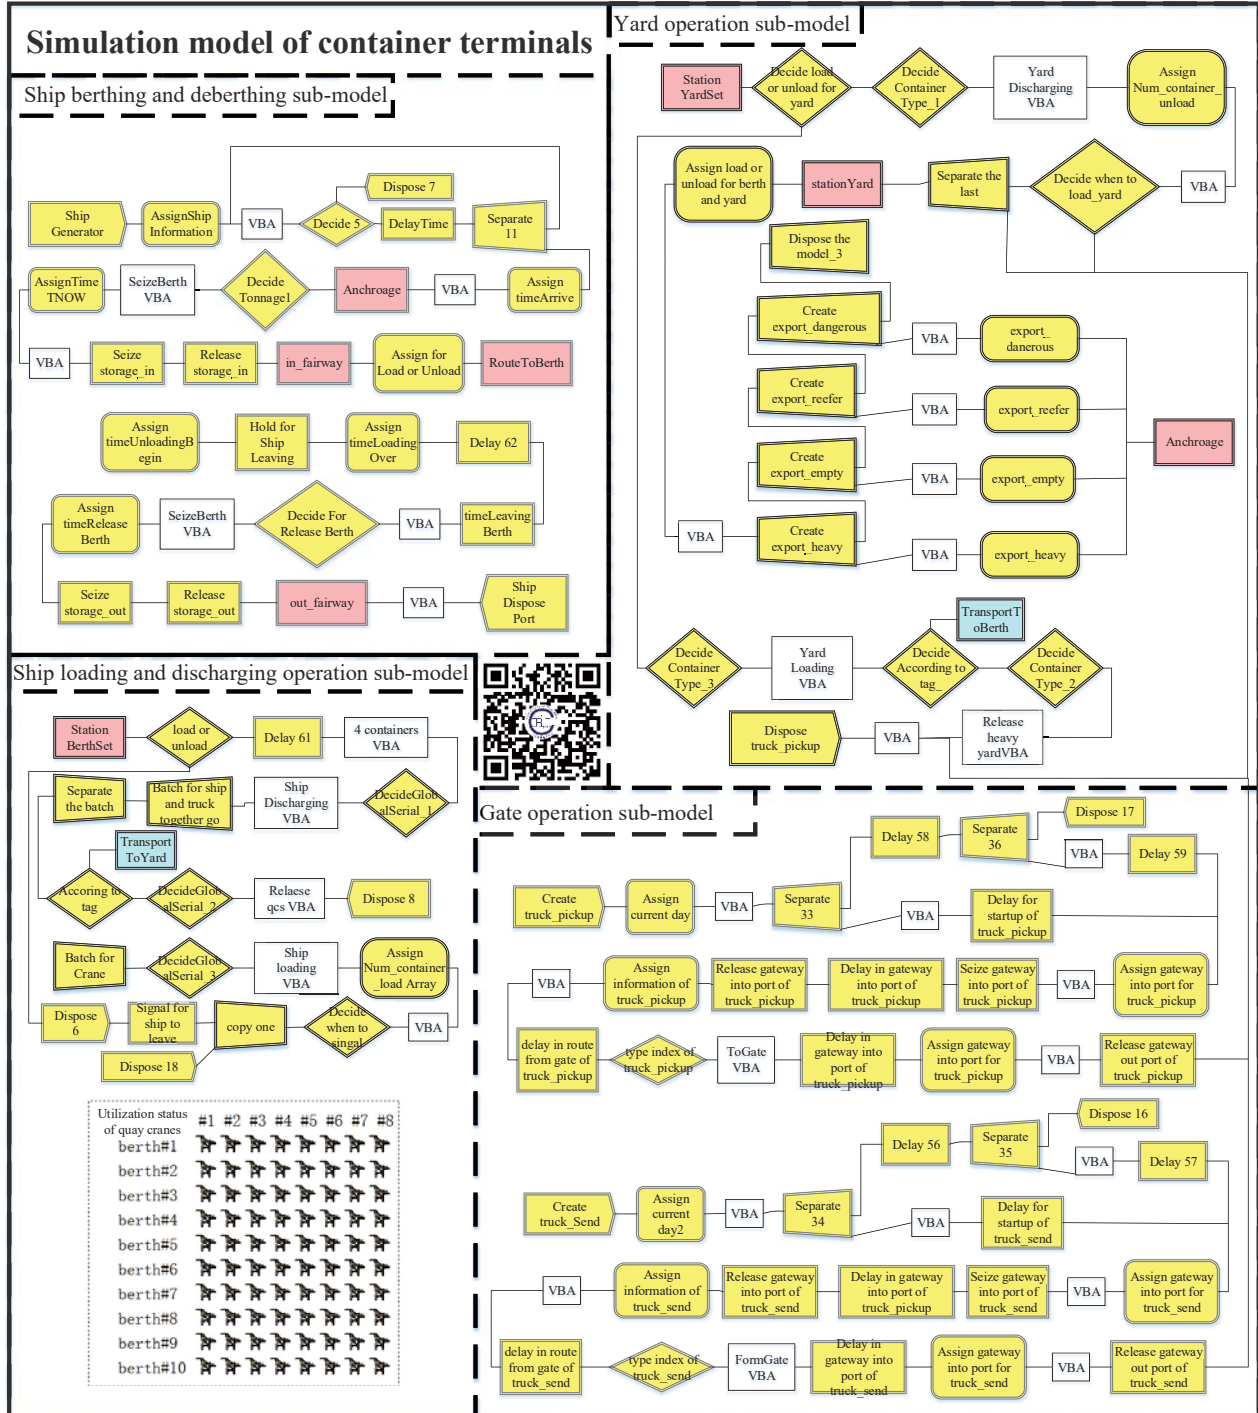 Simulation model of container terminals
Ship berthing and deberthing sub-model
Ship
Generator
AssignShip
Information
VBA
Decide 5
Dispose 7
DelayTime
Separate
11
AssignTime
TNOW
SeizeBerth
VBA
Decide
Tonnage1
Anchroage
VBA
Assign
timeArrive
VBA
Seize
storage_in
Release
storage_in
in_fairway
Assign for
Load or Unload
RouteToBerth
Assign
timeUnloadingB
egin
Hold for
Ship
Leaving
Assign
timeLoading
Over
Delay 62
Assign
timeRelease
Berth
SeizeBerth
VBA
Decide For
Release Berth
VBA
timeLeaving
Berth
Seize
storage_out
Release
storage_out
out_fairway
VBA
Ship
Dispose
Port
Yard operation sub-model
Station
YardSet
Decide load
or unload for
yard
Decide
Container
Type_1
Yard
Discharging
VBA
Assign
Num_container_
unload
Assign load or
unload for berth
and yard
stationYard
Separate the
last
Decide when to
load_yard
VBA
Dispose the
model_3
Create
export_dangerous
VBA
export_
danerous
Create
export_reefer
VBA
export_reefer
Anchroage
Create
export_empty
VBA
export_empty
VBA
Create
export_heavy
VBA
export_heavy
TransportT
oBerth
Decide
Container
Type_3
Yard
Loading
VBA
Decide
According to
tag_
Decide
Container
Type_2
Dispose
truck_pickup
VBA
Release
heavy
yardVBA
Ship loading and discharging operation sub-model
Station
BerthSet
load or
unload
Delay 61
4 containers
VBA
Separate
the batch
Batch for ship
and truck
together go
Ship
Discharging
VBA
DecideGlob
alSerial_1
Transport
ToYard
Accoring to
tag
DecideGlob
alSerial_2
Relaese
qcs VBA
Dispose 8
Batch for
Crane
DecideGlob
alSerial_3
Ship
loading
VBA
Assign
Num_container
_load Array
Dispose
6
Signal for
ship to
leave
copy one
Decide
when to
singal
VBA
Dispose 18
Utilization status
of quay cranes
#1 #2 #3 #4 #5 #6 #7 #8
berth#1
berth#2
berth#3
berth#4
berth#5
berth#6
berth#7
berth#8
berth#9
berth#10
Gate operation sub-model
Delay 58
Separate
36
Dispose 17
VBA
Delay 59
Create
truck_pickup
Assign
current day
VBA
Separate
33
VBA
Delay for
startup of
truck_pickup
VBA
Assign
information of
truck_pickup
Release gateway
into port of
truck_pickup
Delay in gateway
into port of
truck_pickup
Seize gateway
into port of
truck_pickup
VBA
Assign gateway
into port for
truck_pickup
delay in route
from gate of
truck_pickup
type index of
truck_pickup
ToGate
VBA
Delay in
gateway into
port of
truck_pickup
Assign gateway
into port for
truck_pickup
VBA
Release gateway
out port of
truck_pickup
Delay 56
Separate
35
Dispose 16
VBA
Delay 57
Create
truck_Send
Assign
current
day2
VBA
Separate
34
VBA
Delay for
startup of
truck_send
VBA
Assign
information of
truck_send
Release gateway
into port of
truck_send
Delay in gateway
into port of
truck_pickup
Seize gateway
into port of
truck_send
VBA
Assign gateway
into port for
truck_send
delay in route
from gate of
truck_send
type index of
truck_send
FormGate
VBA
Delay in
gateway into
port of
truck_send
Assign gateway
into port for
truck_send
VBA
Release gateway
out port of
truck_send